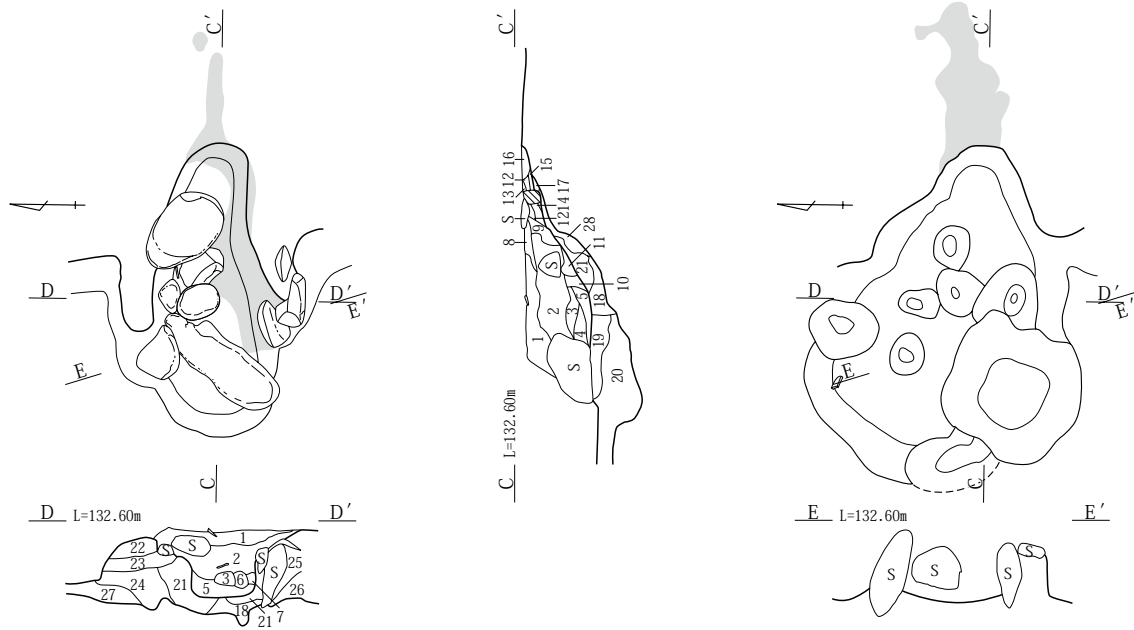 C'
D
D'
E'
E
C
D L=132.60m D'
1
22
S
S
2
S
25
23
S
24
21
5
3
6
27
18
7
26
21
C'
16
15
12
17
13
14
S
12
9
28
8
11
S
21
10
5
18
2
3
4
19
1
S
20
L=132.60m
C
C'
D
D'
E'
E
C
E L=132.60m E'
S
S
S
S